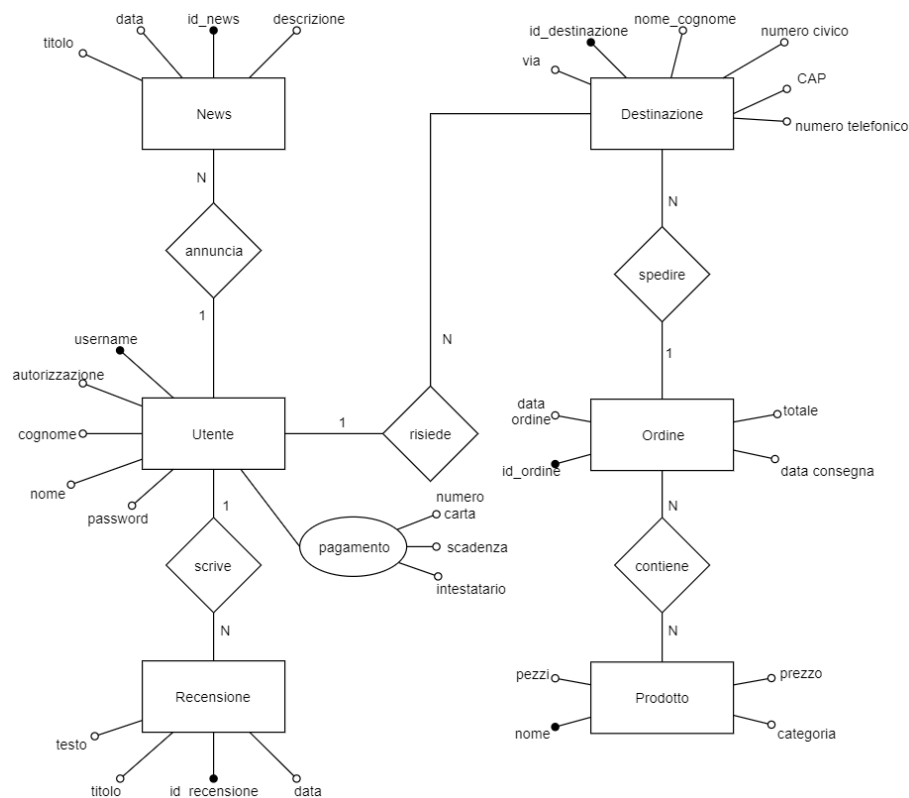 data
id_news
descrizione
titolo
News
N
annuncia
1
username
autorizzazione
cognome
nome
password
Utente
1
risiede
N
pagamento
numero
carta
scadenza
intestatario
1
scrive
N
Recensione
testo
titolo
id_recensione
data
id_destinazione
nome_cognome
numero civico
via
CAP
numero telefonico
Destinazione
N
spedire
1
data
ordine
totale
Ordine
id_ordine
data consegna
N
contiene
N
pezzi
prezzo
Prodotto
nome
categoria